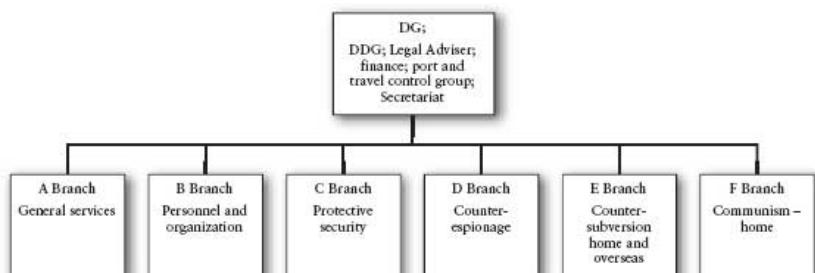 DG;
DDG; Legal Adviser;
finance; port and
travel control group;
Secretariat
A Branch
General services
B Branch
Personnel and
organization
C Branch
Protective
security
D Branch
Counter-
espionage
E Branch
Counter-
subversion
home and
overseas
F Branch
Communism –
home